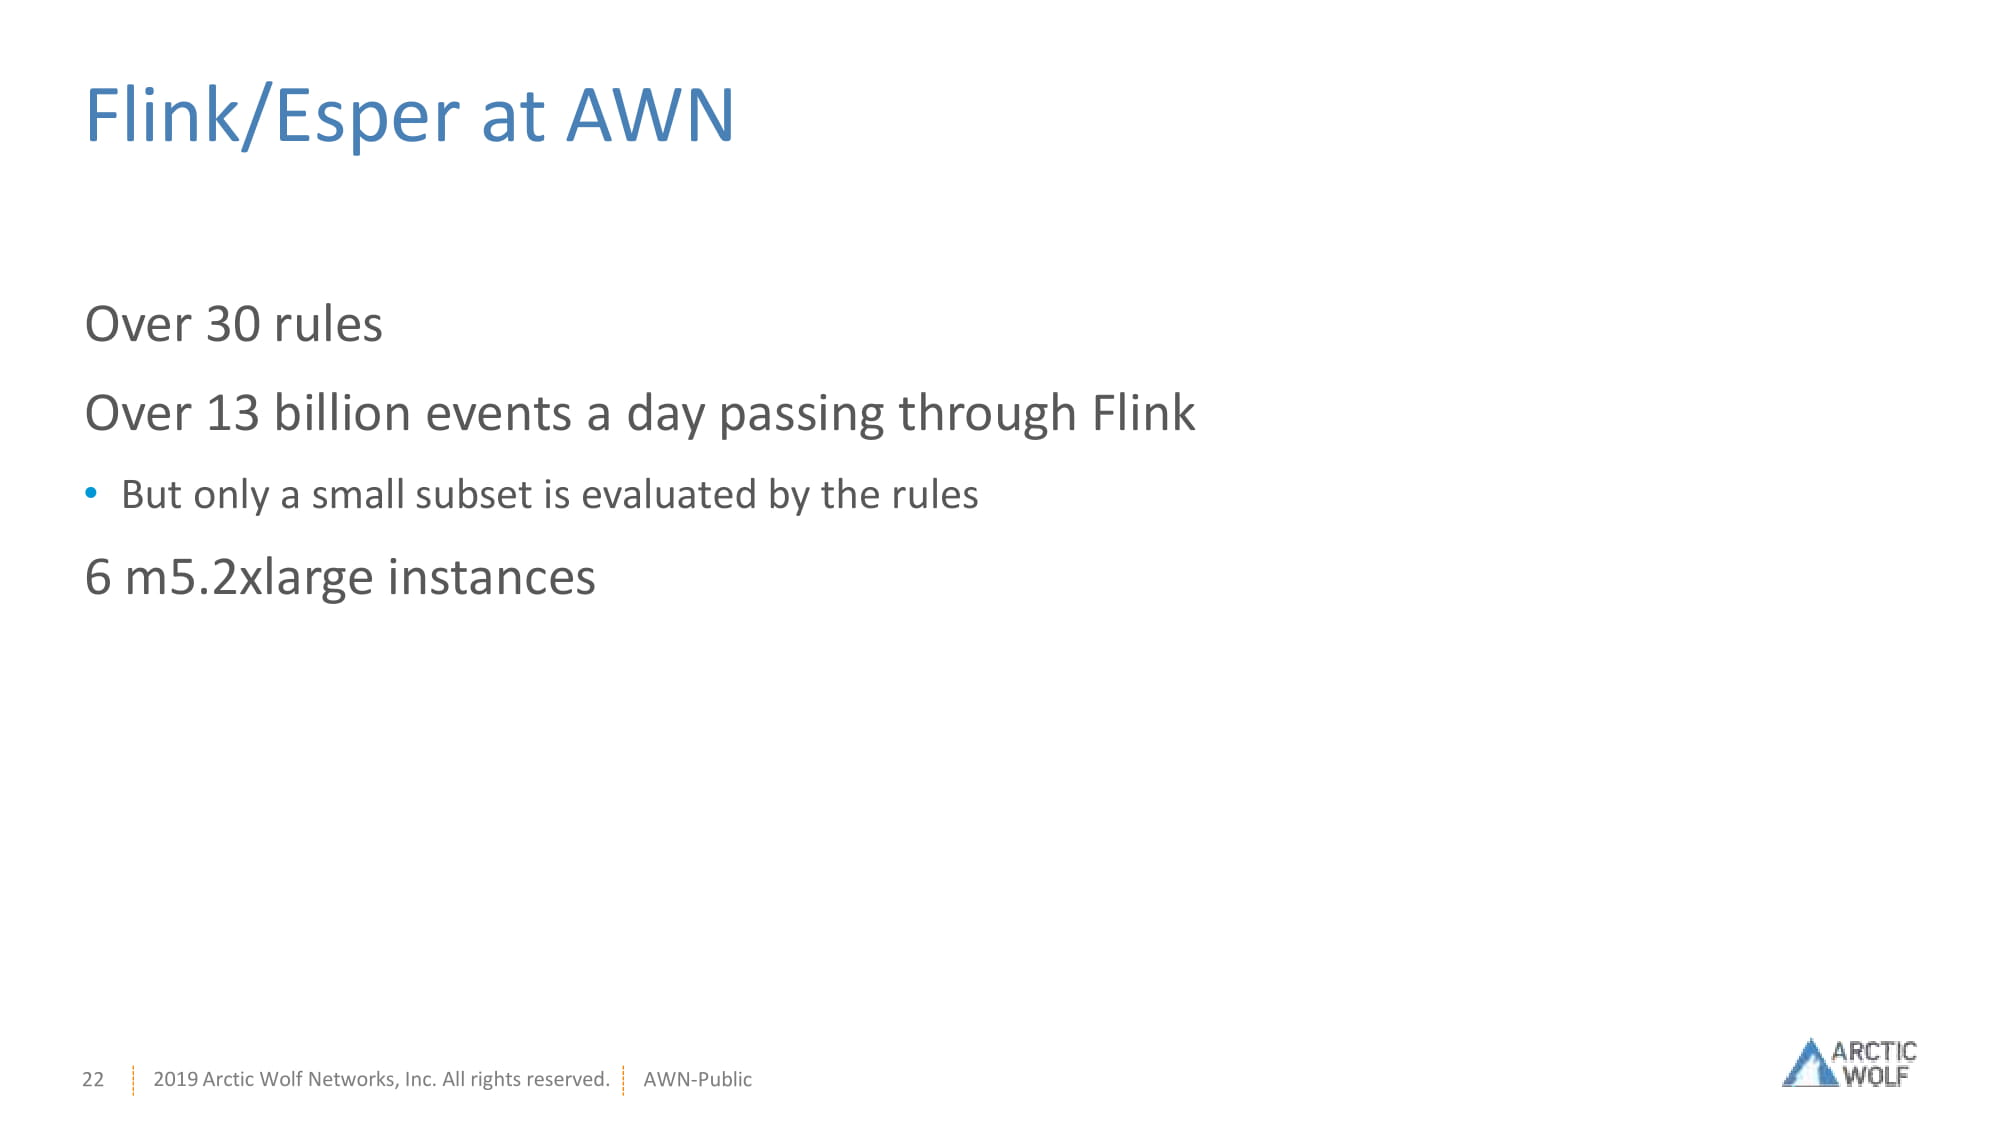 Flink/Esper at AWN
Over 30 rules
Over 13 billion events a day passing through Flink
• But only a small subset is evaluated by the rules
6 m5.2xlarge instances
22
2019 Arctic Wolf Networks, Inc. All rights reserved.
AWN-Public
ARCTIC
WOLF